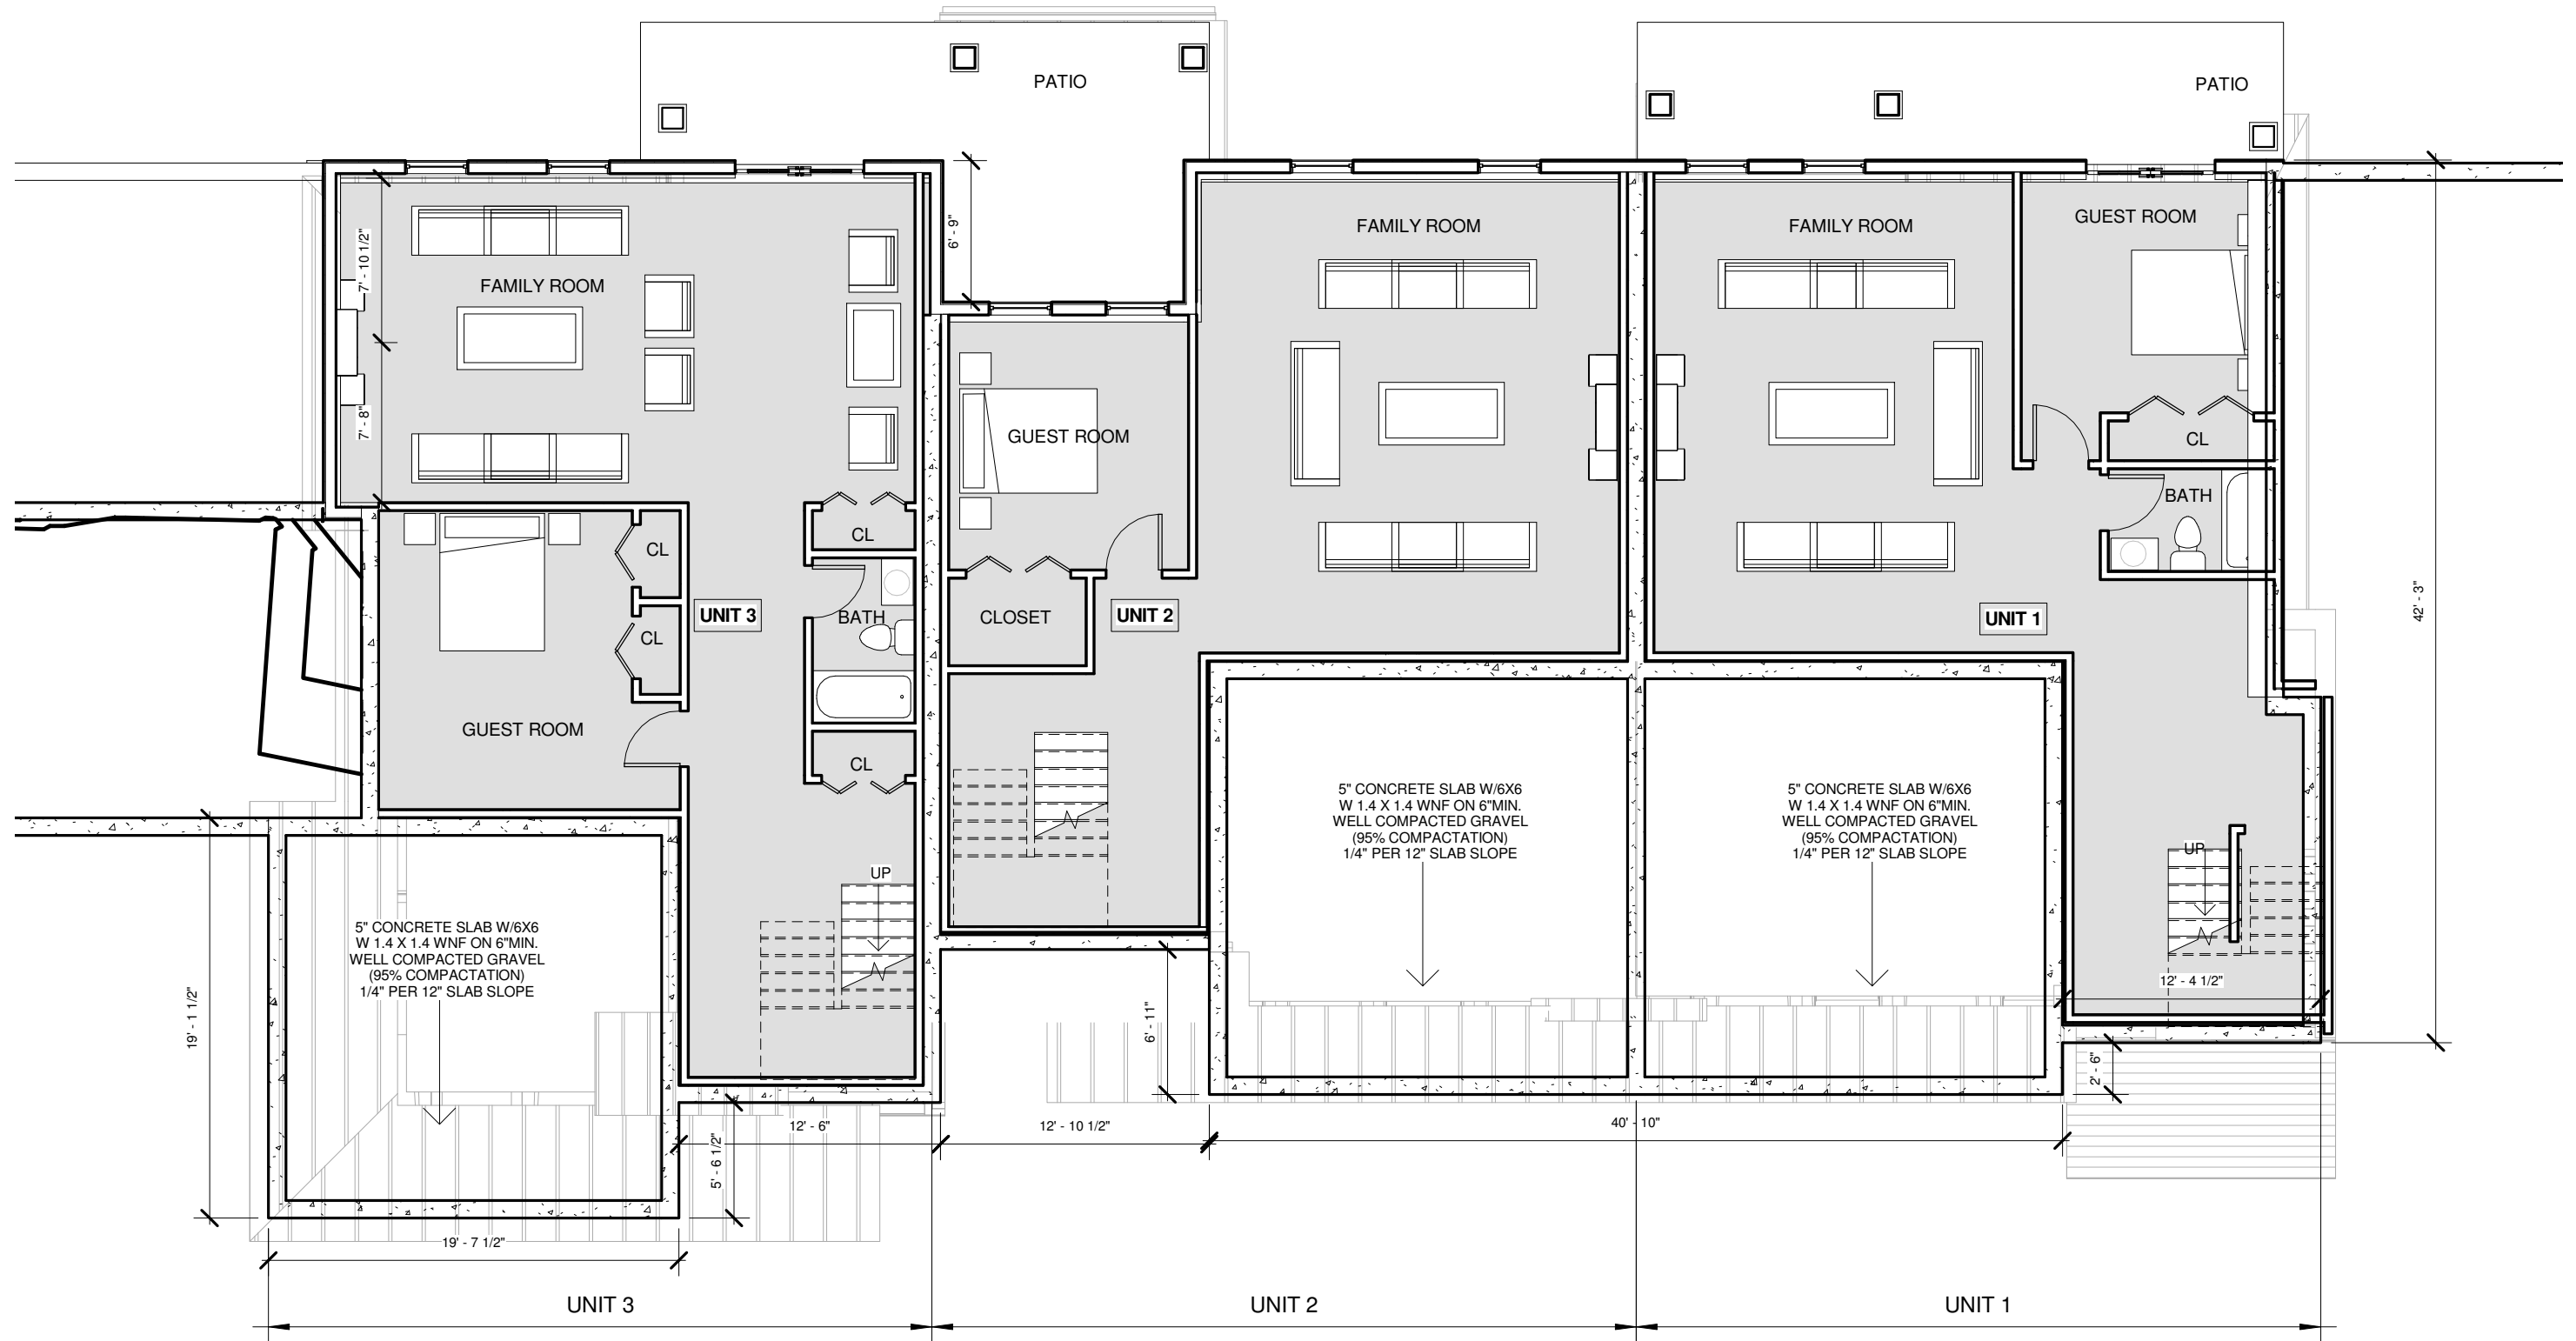 PATIO
PATIO
FAMILY ROOM
FAMILY ROOM
GUEST ROOM
6' - 9"
7' - 10 1/2"
FAMILY ROOM
7' - 8"
GUEST ROOM
CL
BATH
CL
CL
CL
BATH
CLOSET
UNIT 3
UNIT 2
UNIT 1
42' - 3"
GUEST ROOM
CL
5" CONCRETE SLAB W/6X6
W 1.4 X 1.4 WNF ON 6"MIN.
WELL COMPACTED GRAVEL
(95% COMPACTATION)
1/4" PER 12" SLAB SLOPE
5" CONCRETE SLAB W/6X6
W 1.4 X 1.4 WNF ON 6"MIN.
WELL COMPACTED GRAVEL
(95% COMPACTATION)
1/4" PER 12" SLAB SLOPE
UP
UP
5" CONCRETE SLAB W/6X6
W 1.4 X 1.4 WNF ON 6"MIN.
WELL COMPACTED GRAVEL
(95% COMPACTATION)
1/4" PER 12" SLAB SLOPE
12' - 4 1/2"
19' - 1 1/2"
6' - 11"
2' - 6"
12' - 6"
12' - 10 1/2"
40' - 10"
5' - 6 1/2"
19' - 7 1/2"
UNIT 3
UNIT 2
UNIT 1